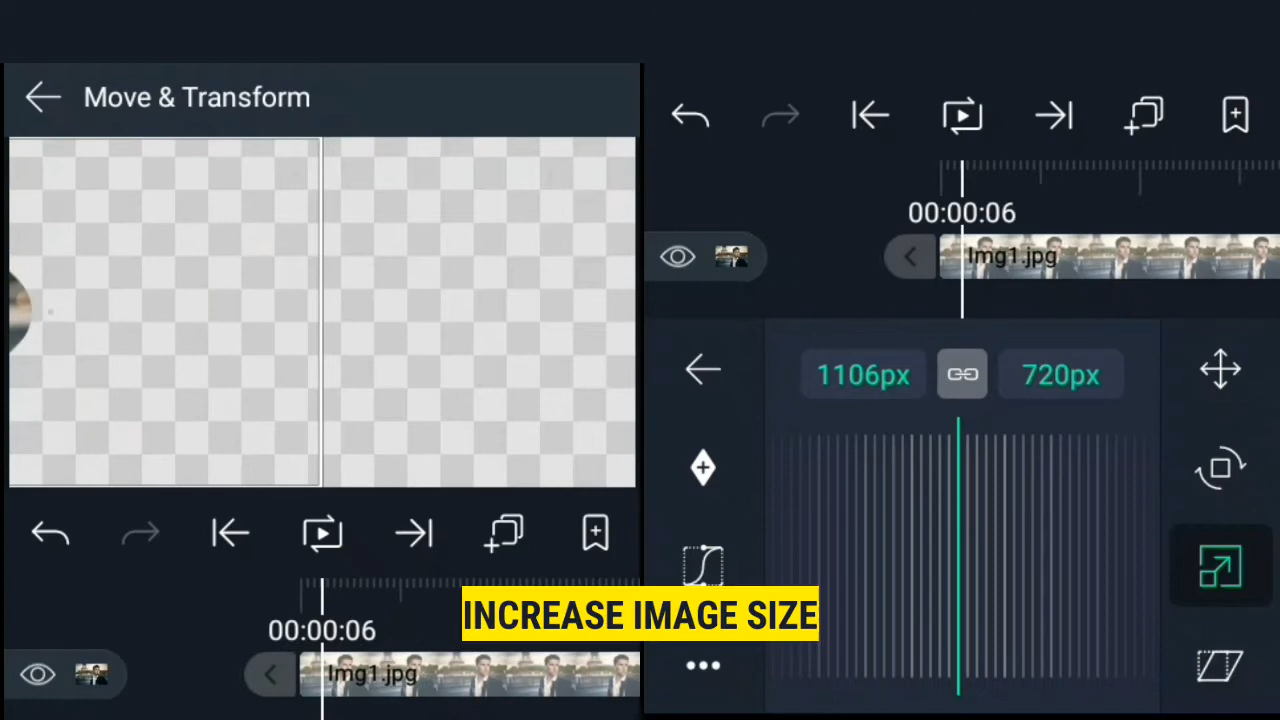 Move & Transform
00:00:06
Img1.jpg
00:00:06
Img1.jpg
1106px
720px
INCREASE IMAGE SIZE